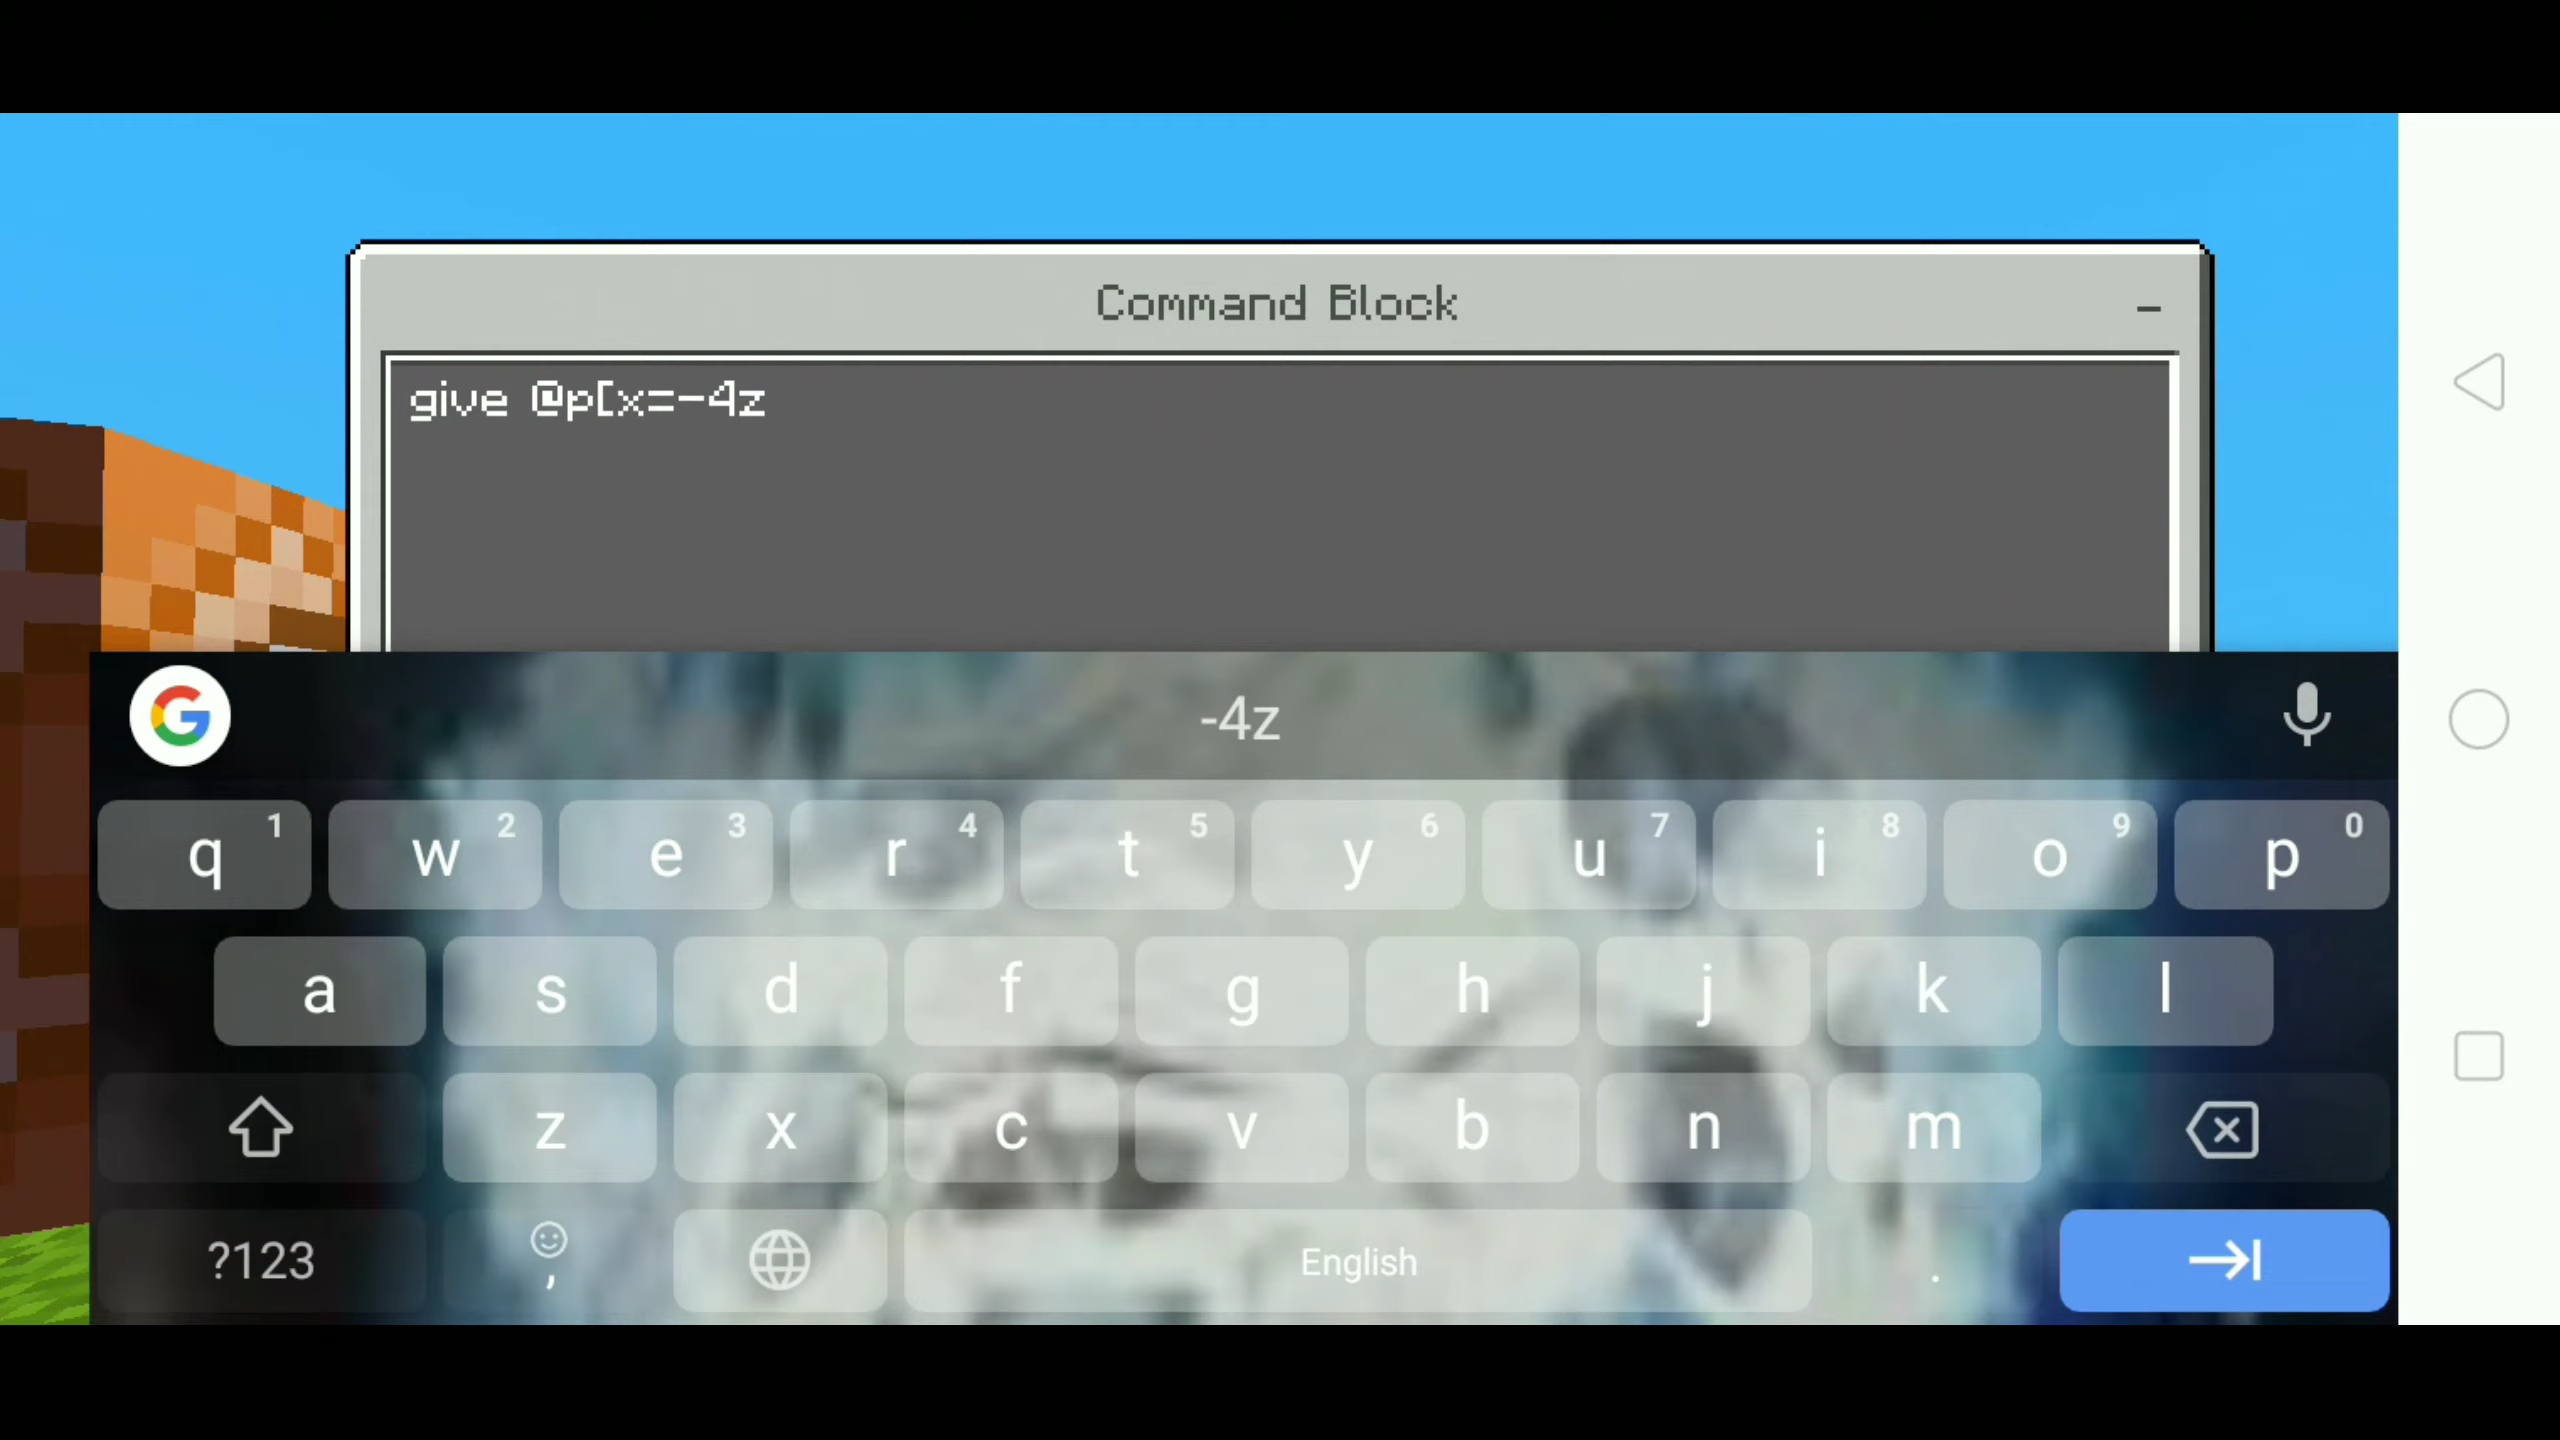 Command Block
give @p[x=-4z
-4z
q 1 w 2 e 3 r 4 t 5 y 6 u 7 i 8 o 9 p 0
a s d f g h j k l
z x c v b n m
?123 , English .